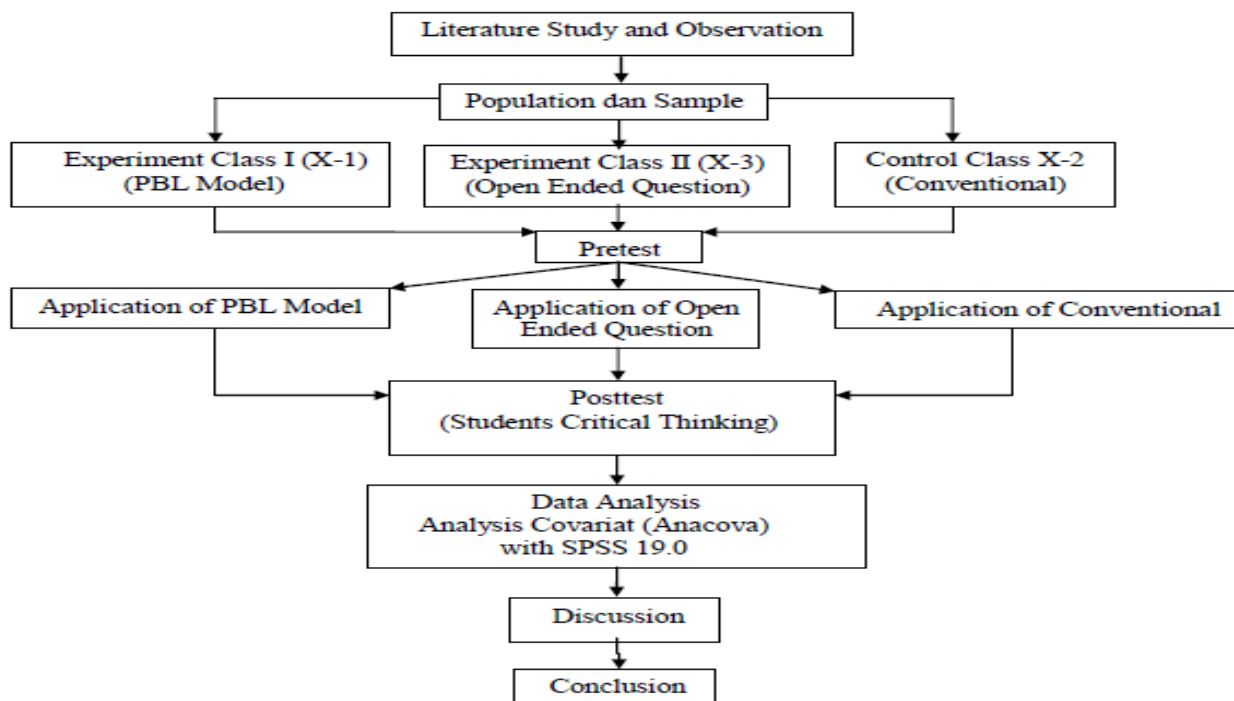 Literature Study and Observation
Population dan Sample
Experiment Class I (X-1)
(PBL Model)
Experiment Class II (X-3)
(Open Ended Question)
Control Class X-2
(Conventional)
Pretest
Application of PBL Model
Application of Open
Ended Question
Application of Conventional
Posttest
(Students Critical Thinking)
Data Analysis
Analysis Covariat (Anacova)
with SPSS 19.0
Discussion
Conclusion